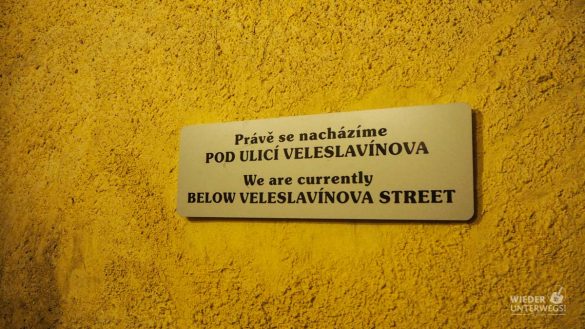 Právě se nacházíme
POD ULICÍ VELESLAVÍNOVA
We are currently
BELOW VELESLAVÍNOVA STREET
WIEDER
UNTERWEGS!